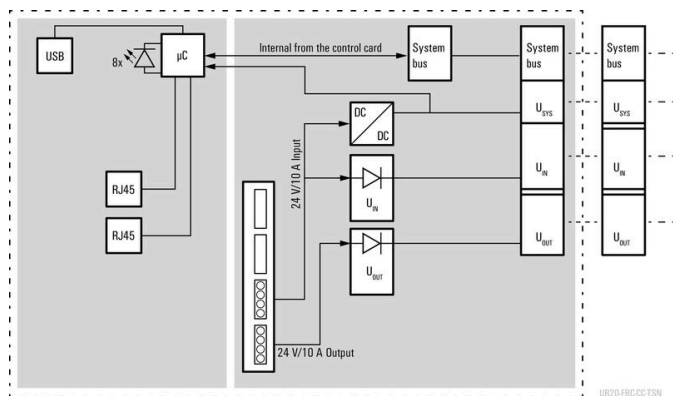 USB
8x
µC
Internal from the control card
System
bus
System
bus
System
bus
U SYS
U SYS
DC
DC
24 V/10 A Input
U IN
U IN
U IN
RJ45
RJ45
U OUT
U OUT
U OUT
24 V/10 A Output
UR20-FBC-CC-TSN